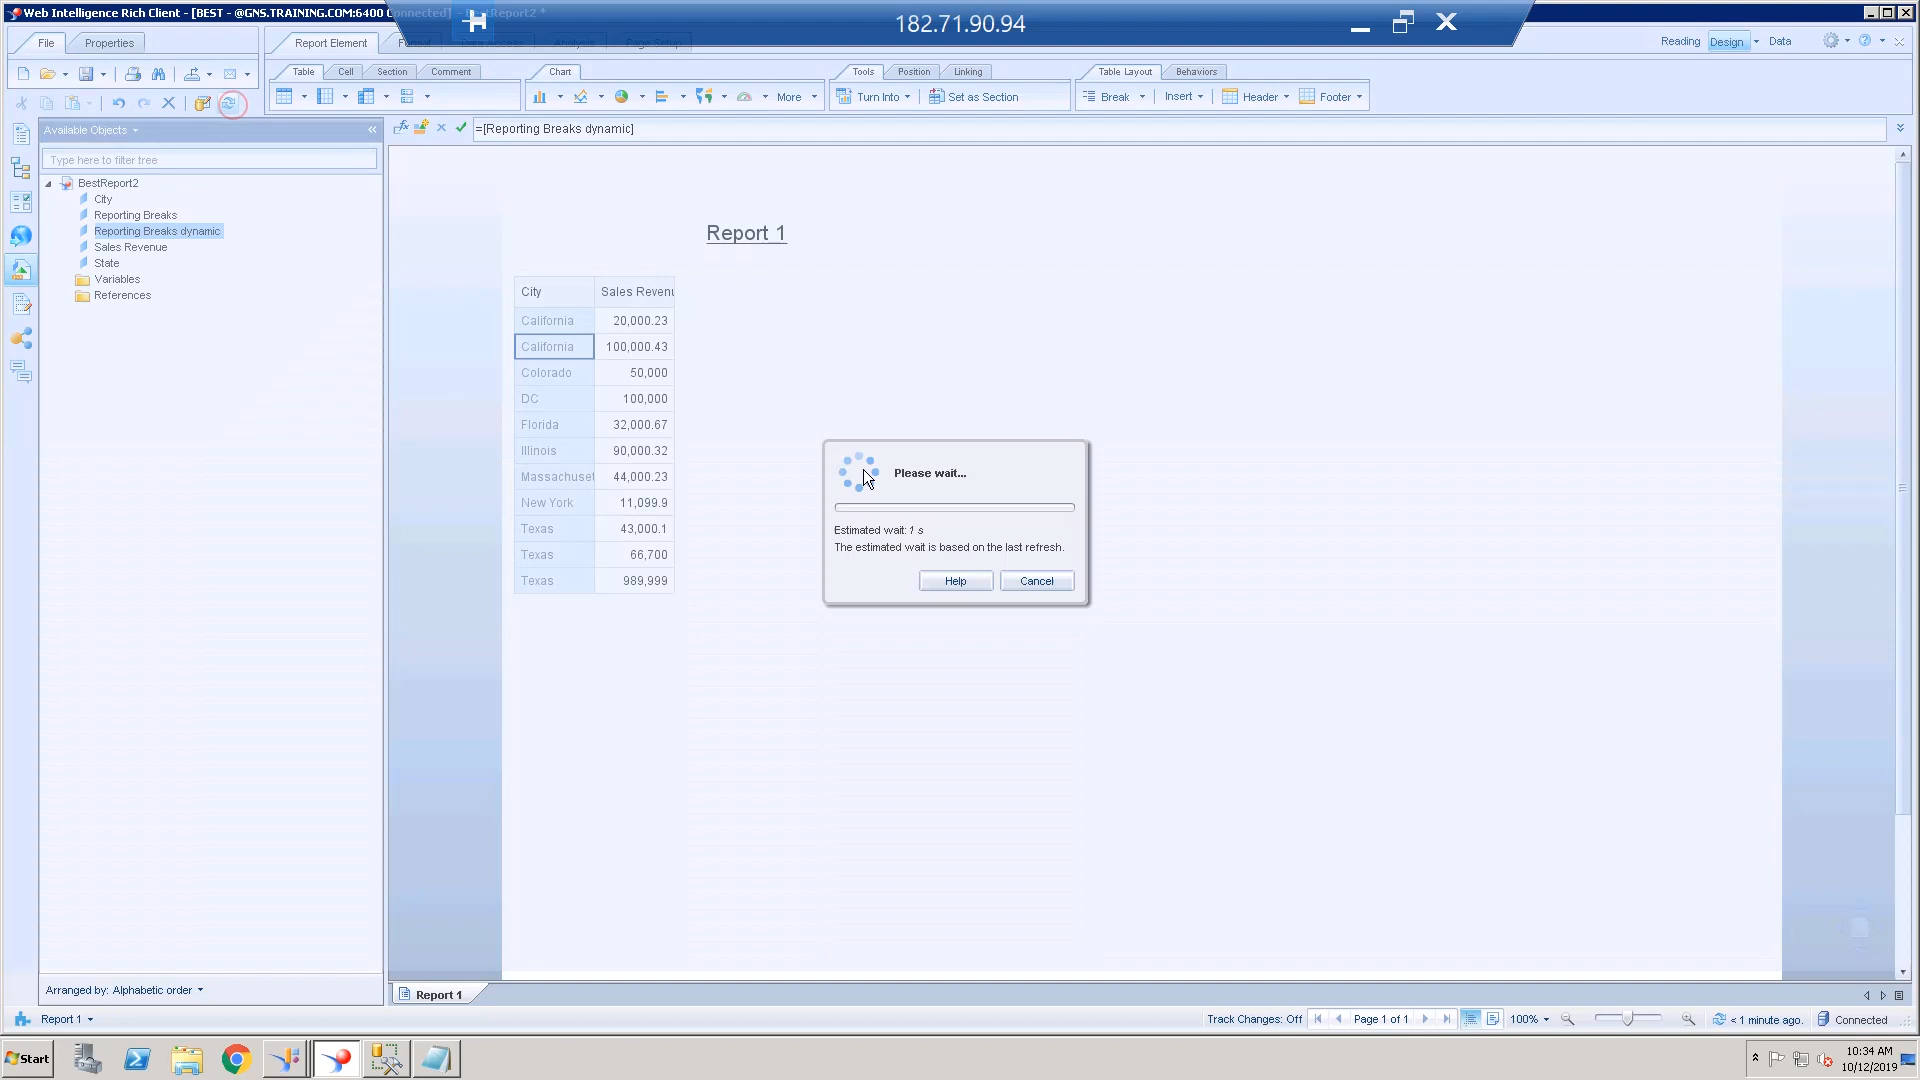 Web Intelligence Rich Client - [BEST - @GNS.TRAINING.COM:6400 Connected] - BestReport2 *
182.71.90.94
File
Properties
Report Element
Format
Data Access
Analysis
Page Setup
Reading
Design
Data
Table
Cell
Section
Comment
Chart
Tools
Position
Linking
Table Layout
Behaviors
More
Turn Into
Set as Section
Break
Insert
Header
Footer
Available Objects
=[Reporting Breaks dynamic]
Type here to filter tree
BestReport2
City
Reporting Breaks
Reporting Breaks dynamic
Sales Revenue
State
Variables
References
Report 1
City Sales Revenu
California 20,000.23
California 100,000.43
Colorado 50,000
DC 100,000
Florida 32,000.67
Illinois 90,000.32
Massachuset 44,000.23
New York 11,099.9
Texas 43,000.1
Texas 66,700
Texas 989,999
Please wait...
Estimated wait: 1 s
The estimated wait is based on the last refresh.
Help
Cancel
Arranged by: Alphabetic order
Report 1
Report 1
Track Changes: Off
Page 1 of 1
100%
< 1 minute ago.
Connected
Start
10:34 AM
10/12/2019